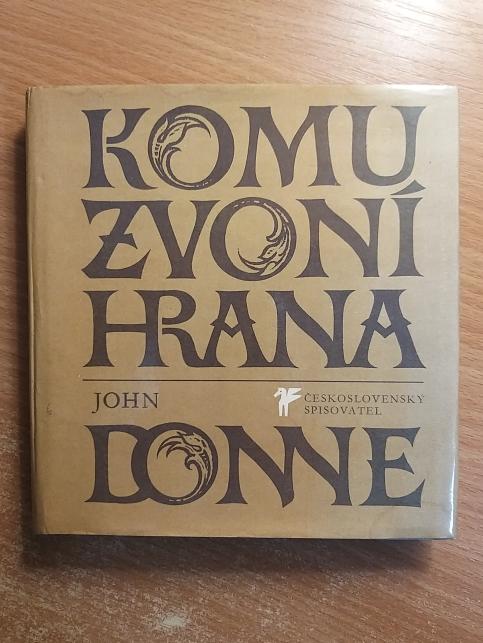 KOMU
ZVONÍ
HRANA
JOHN
ČESKOSLOVENSKÝ
SPISOVATEL
DONNE